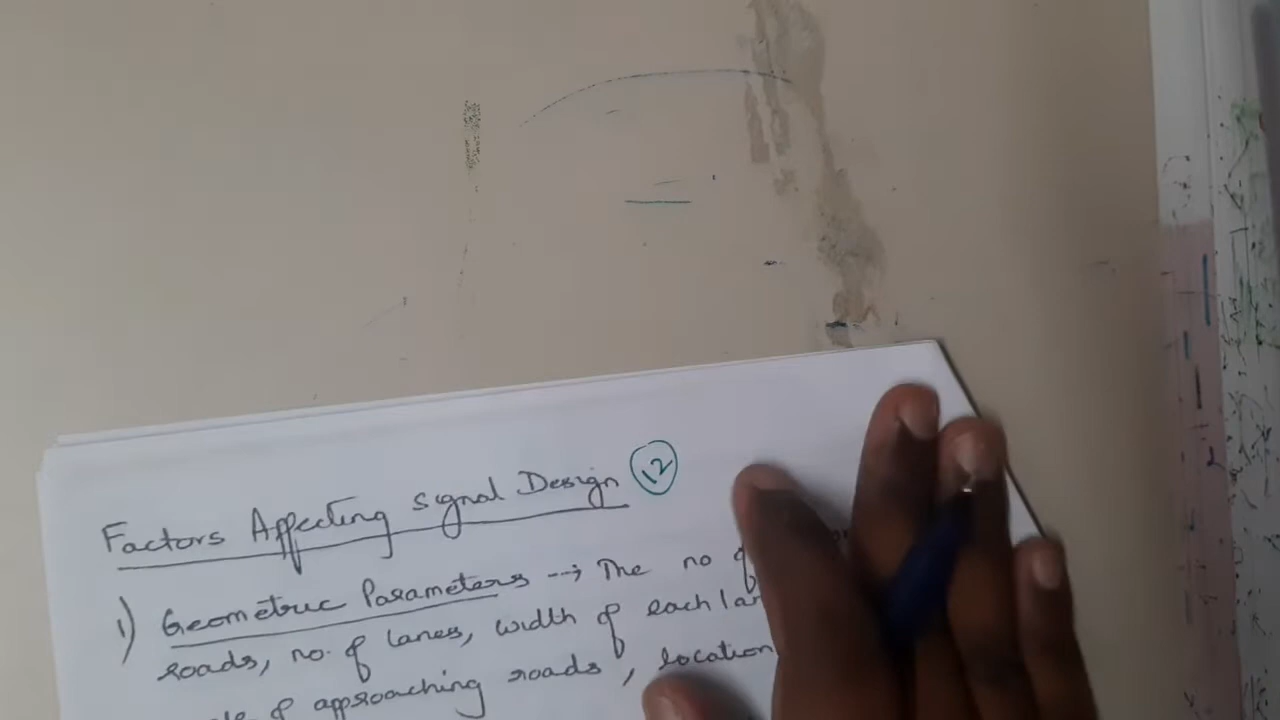 Factors Affecting Signal Design 12
1) Geometric Parameters --> The no of
roads, no. of lanes, width of each
of approaching roads, location